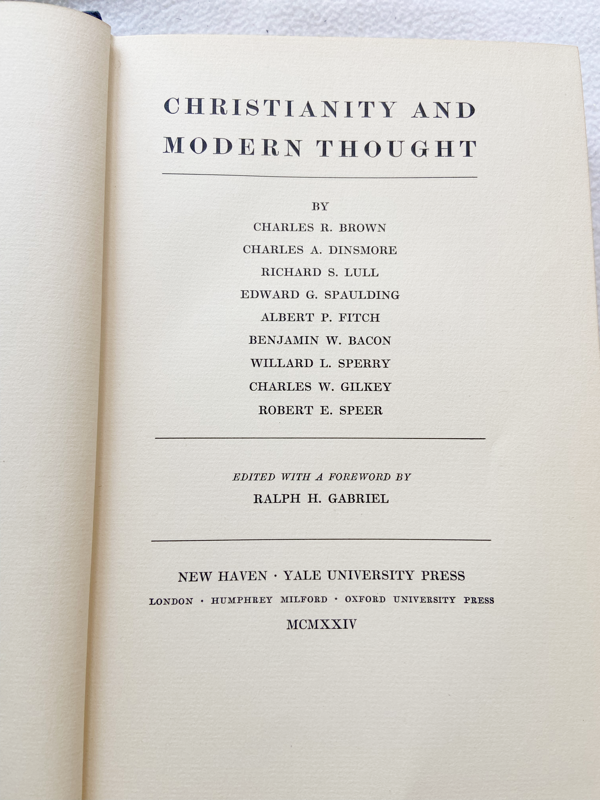 CHRISTIANITY AND
MODERN THOUGHT
BY
CHARLES R. BROWN
CHARLES A. DINSMORE
RICHARD S. LULL
EDWARD G. SPAULDING
ALBERT P. FITCH
BENJAMIN W. BACON
WILLARD L. SPERRY
CHARLES W. GILKEY
ROBERT E. SPEER
EDITED WITH A FOREWORD BY
RALPH H. GABRIEL
NEW HAVEN · YALE UNIVERSITY PRESS
LONDON · HUMPHREY MILFORD · OXFORD UNIVERSITY PRESS
MCMXXIV